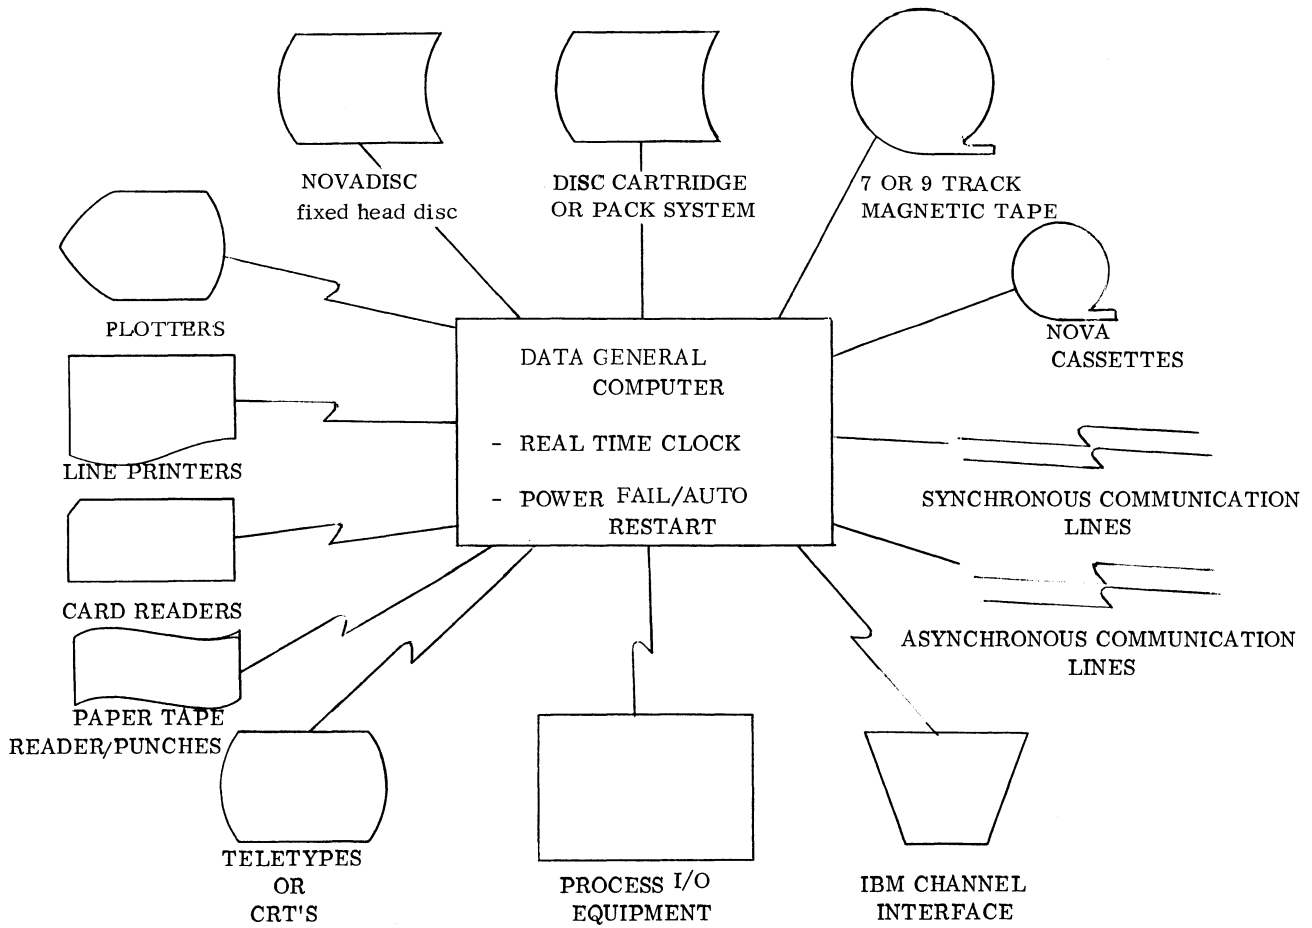 NOVADISC
fixed head disc
DISC CARTRIDGE
OR PACK SYSTEM
7 OR 9 TRACK
MAGNETIC TAPE
PLOTTERS
NOVA
CASSETTES
DATA GENERAL
COMPUTER
- REAL TIME CLOCK
- POWER FAIL/AUTO
RESTART
LINE PRINTERS
SYNCHRONOUS COMMUNICATION
LINES
CARD READERS
ASYNCHRONOUS COMMUNICATION
LINES
PAPER TAPE
READER/PUNCHES
TELETYPES
OR
CRT'S
PROCESS I/O
EQUIPMENT
IBM CHANNEL
INTERFACE